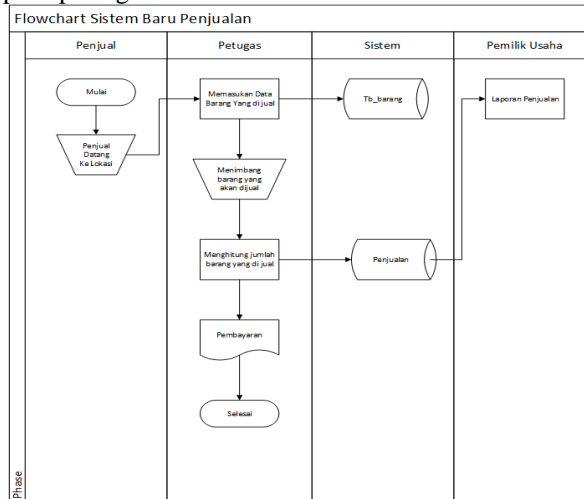 Flowchart Sistem Baru Penjualan
Penjual
Petugas
Sistem
Pemilik Usaha
Mulai
Penjual
Datang
Ke Lokasi
Memasukan Data
Barang Yang di jual
Tb_barang
Laporan Penjualan
Menimbang
barang yang
akan dijual
Menghitung jumlah
barang yang di jual
Penjualan
Pembayaran
Selesai
Phase